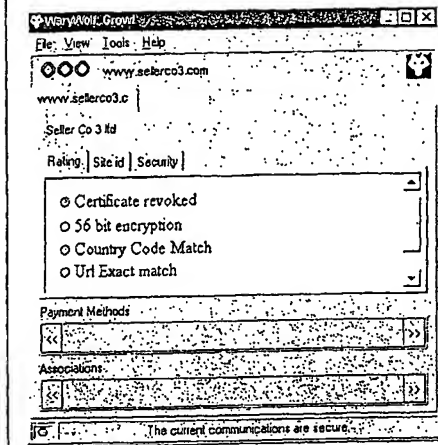 WaryWolf: Growl
File View Tools Help
www.sellerco3.com
www.sellerco3.c
Seller Co 3 ltd
Rating Site id Security
Certificate revoked
56 bit encryption
Country Code Match
Url Exact match
Payment Methods
<< >>
Associations
<< >>
The current communications are secure.